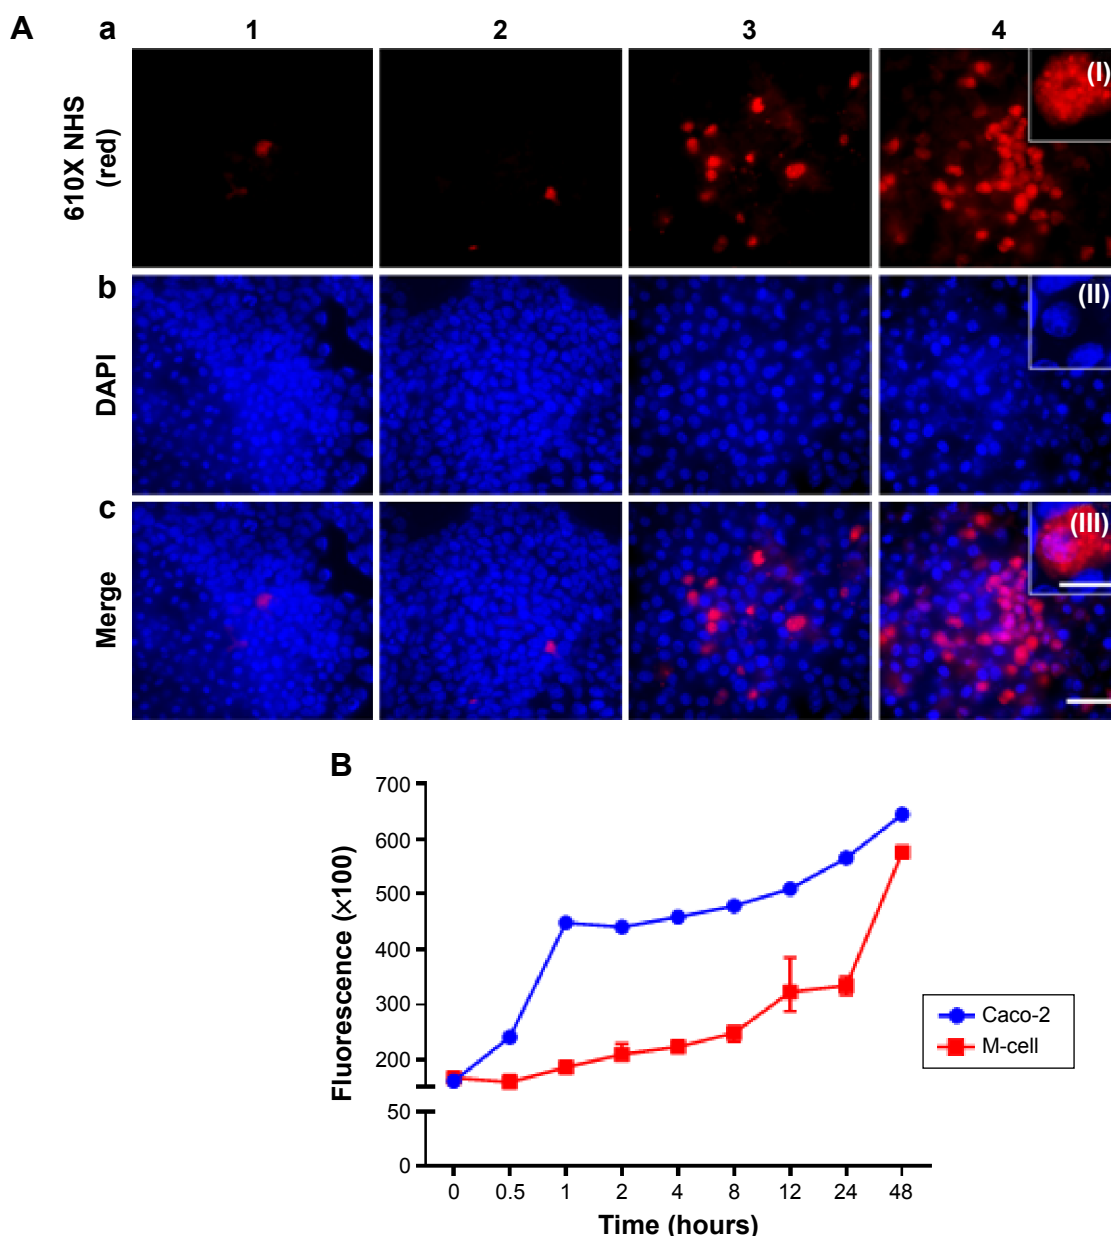 A a 1 2 3 4
610X NHS
(red)
(I)
b
DAPI
(II)
c
Merge
(III)
B
Fluorescence (×100)
700
600
500
400
300
200
50
0
0 0.5 1 2 4 8 12 24 48
Time (hours)
Caco-2
M-cell